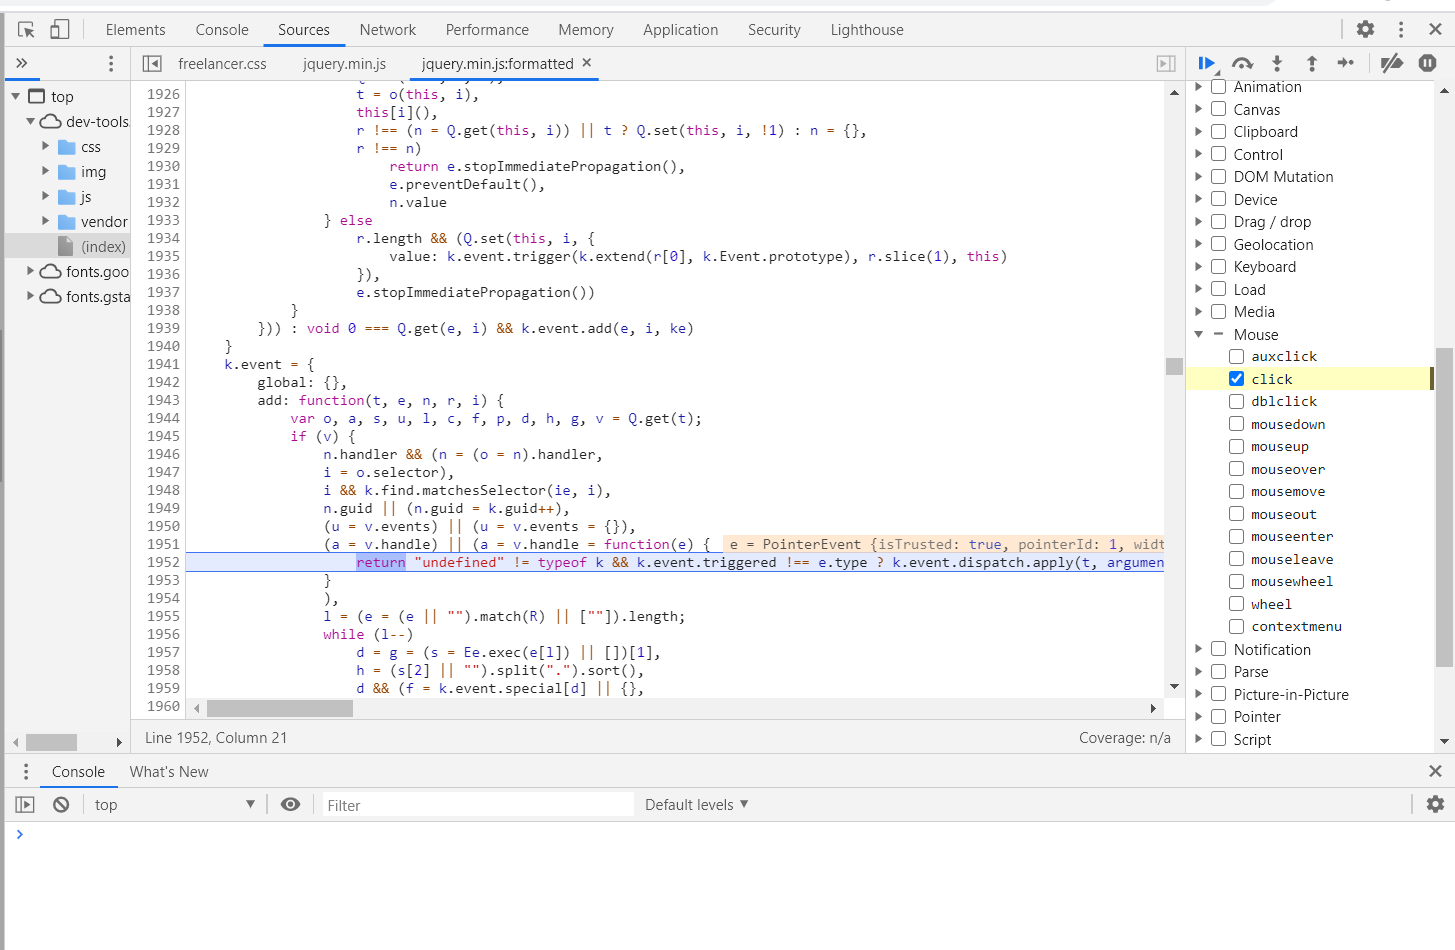 Elements Console Sources Network Performance Memory Application Security Lighthouse
freelancer.css jquery.min.js jquery.min.js:formatted
top
dev-tools.
css
img
js
vendor
(index)
fonts.goo
fonts.gsta
1926 t = o(this, i),
1927 this[i](),
1928 r !== (n = Q.get(this, i)) || t ? Q.set(this, i, !1) : n = {},
1929 r !== n)
1930 return e.stopImmediatePropagation(),
1931 e.preventDefault(),
1932 n.value
1933 } else
1934 r.length && (Q.set(this, i, {
1935 value: k.event.trigger(k.extend(r[0], k.Event.prototype), r.slice(1), this)
1936 }),
1937 e.stopImmediatePropagation())
1938 }
1939 })) : void 0 === Q.get(e, i) && k.event.add(e, i, ke)
1940 }
1941 k.event = {
1942 global: {},
1943 add: function(t, e, n, r, i) {
1944 var o, a, s, u, l, c, f, p, d, h, g, v = Q.get(t);
1945 if (v) {
1946 n.handler && (n = (o = n).handler,
1947 i = o.selector),
1948 i && k.find.matchesSelector(ie, i),
1949 n.guid || (n.guid = k.guid++),
1950 (u = v.events) || (u = v.events = {}),
1951 (a = v.handle) || (a = v.handle = function(e) { e = PointerEvent {isTrusted: true, pointerId: 1, widt
1952 return "undefined" != typeof k && k.event.triggered !== e.type ? k.event.dispatch.apply(t, argumen
1953 }
1954 ),
1955 l = (e = (e || "").match(R) || [""]).length;
1956 while (l--)
1957 d = g = (s = Ee.exec(e[l]) || [])[1],
1958 h = (s[2] || "").split(".").sort(),
1959 d && (f = k.event.special[d] || {},
1960
Line 1952, Column 21 Coverage: n/a
Animation
Canvas
Clipboard
Control
DOM Mutation
Device
Drag / drop
Geolocation
Keyboard
Load
Media
Mouse
auxclick
click
dblclick
mousedown
mouseup
mouseover
mousemove
mouseout
mouseenter
mouseleave
mousewheel
wheel
contextmenu
Notification
Parse
Picture-in-Picture
Pointer
Script
Console What's New
top Filter Default levels